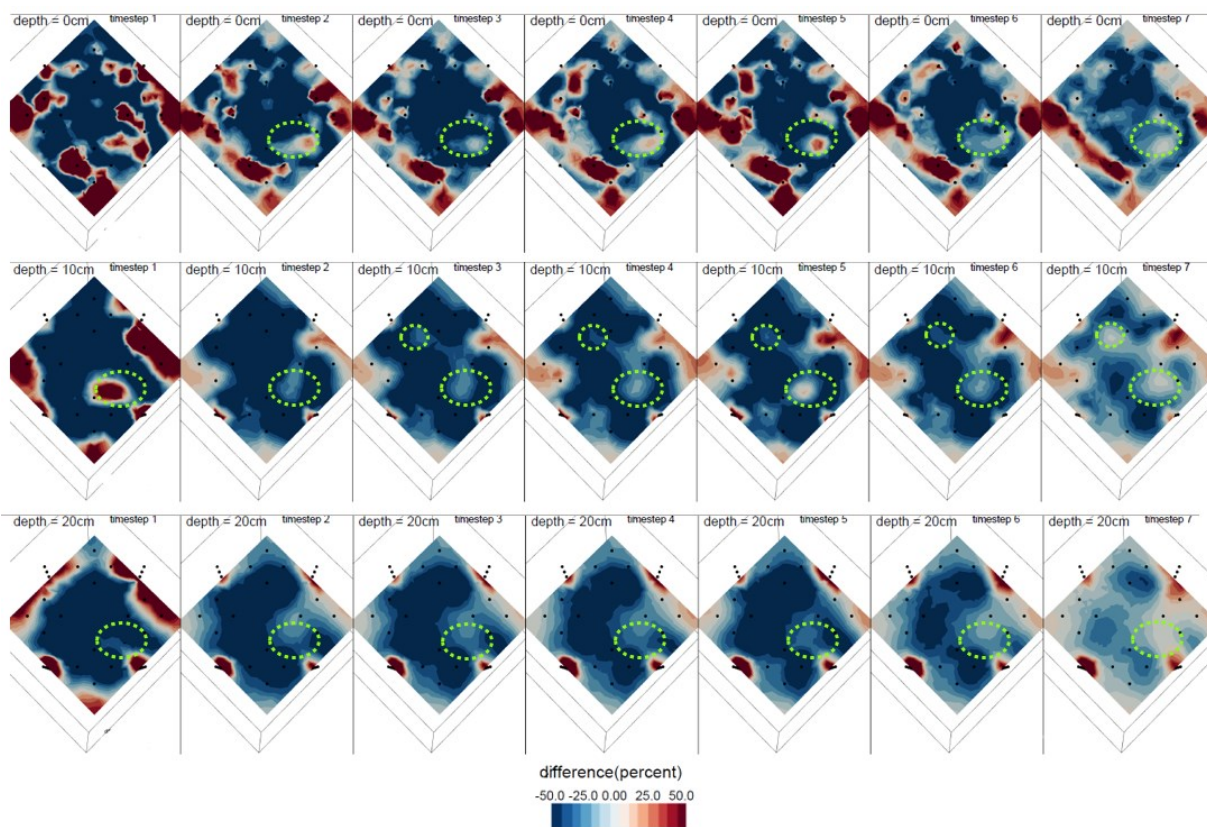 depth = 0cm timestep 1 depth = 0cm timestep 2 depth = 0cm timestep 3 depth = 0cm timestep 4 depth = 0cm timestep 5 depth = 0cm timestep 6 depth = 0cm timestep 7
depth = 10cm timestep 1 depth = 10cm timestep 2 depth = 10cm timestep 3 depth = 10cm timestep 4 depth = 10cm timestep 5 depth = 10cm timestep 6 depth = 10cm timestep 7
depth = 20cm timestep 1 depth = 20cm timestep 2 depth = 20cm timestep 3 depth = 20cm timestep 4 depth = 20cm timestep 5 depth = 20cm timestep 6 depth = 20cm timestep 7
difference(percent)
-50.0 -25.0 0.00 25.0 50.0